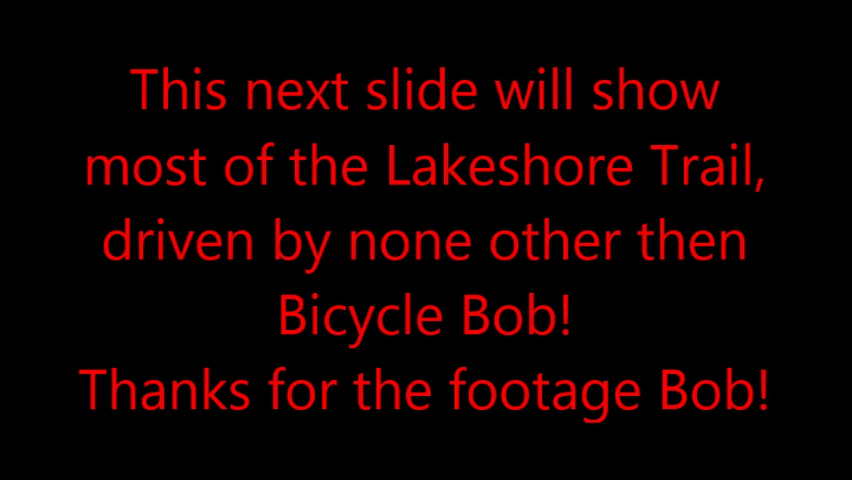 This next slide will show
most of the Lakeshore Trail,
driven by none other then
Bicycle Bob!
Thanks for the footage Bob!